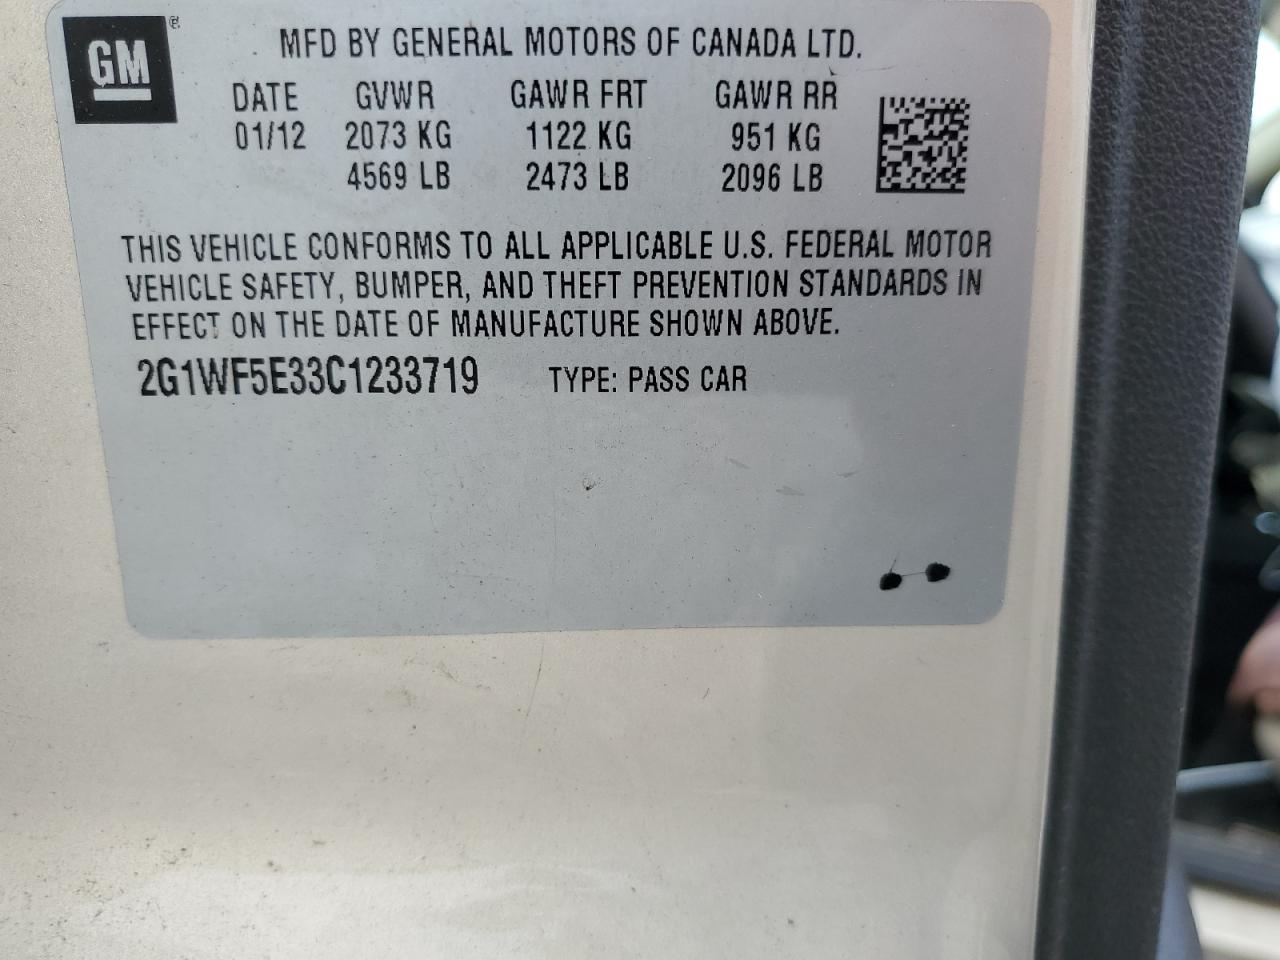 GM
MFD BY GENERAL MOTORS OF CANADA LTD.
DATE GVWR GAWR FRT GAWR RR
01/12 2073 KG 1122 KG 951 KG
4569 LB 2473 LB 2096 LB
THIS VEHICLE CONFORMS TO ALL APPLICABLE U.S. FEDERAL MOTOR
VEHICLE SAFETY, BUMPER, AND THEFT PREVENTION STANDARDS IN
EFFECT ON THE DATE OF MANUFACTURE SHOWN ABOVE.
2G1WF5E33C1233719 TYPE: PASS CAR